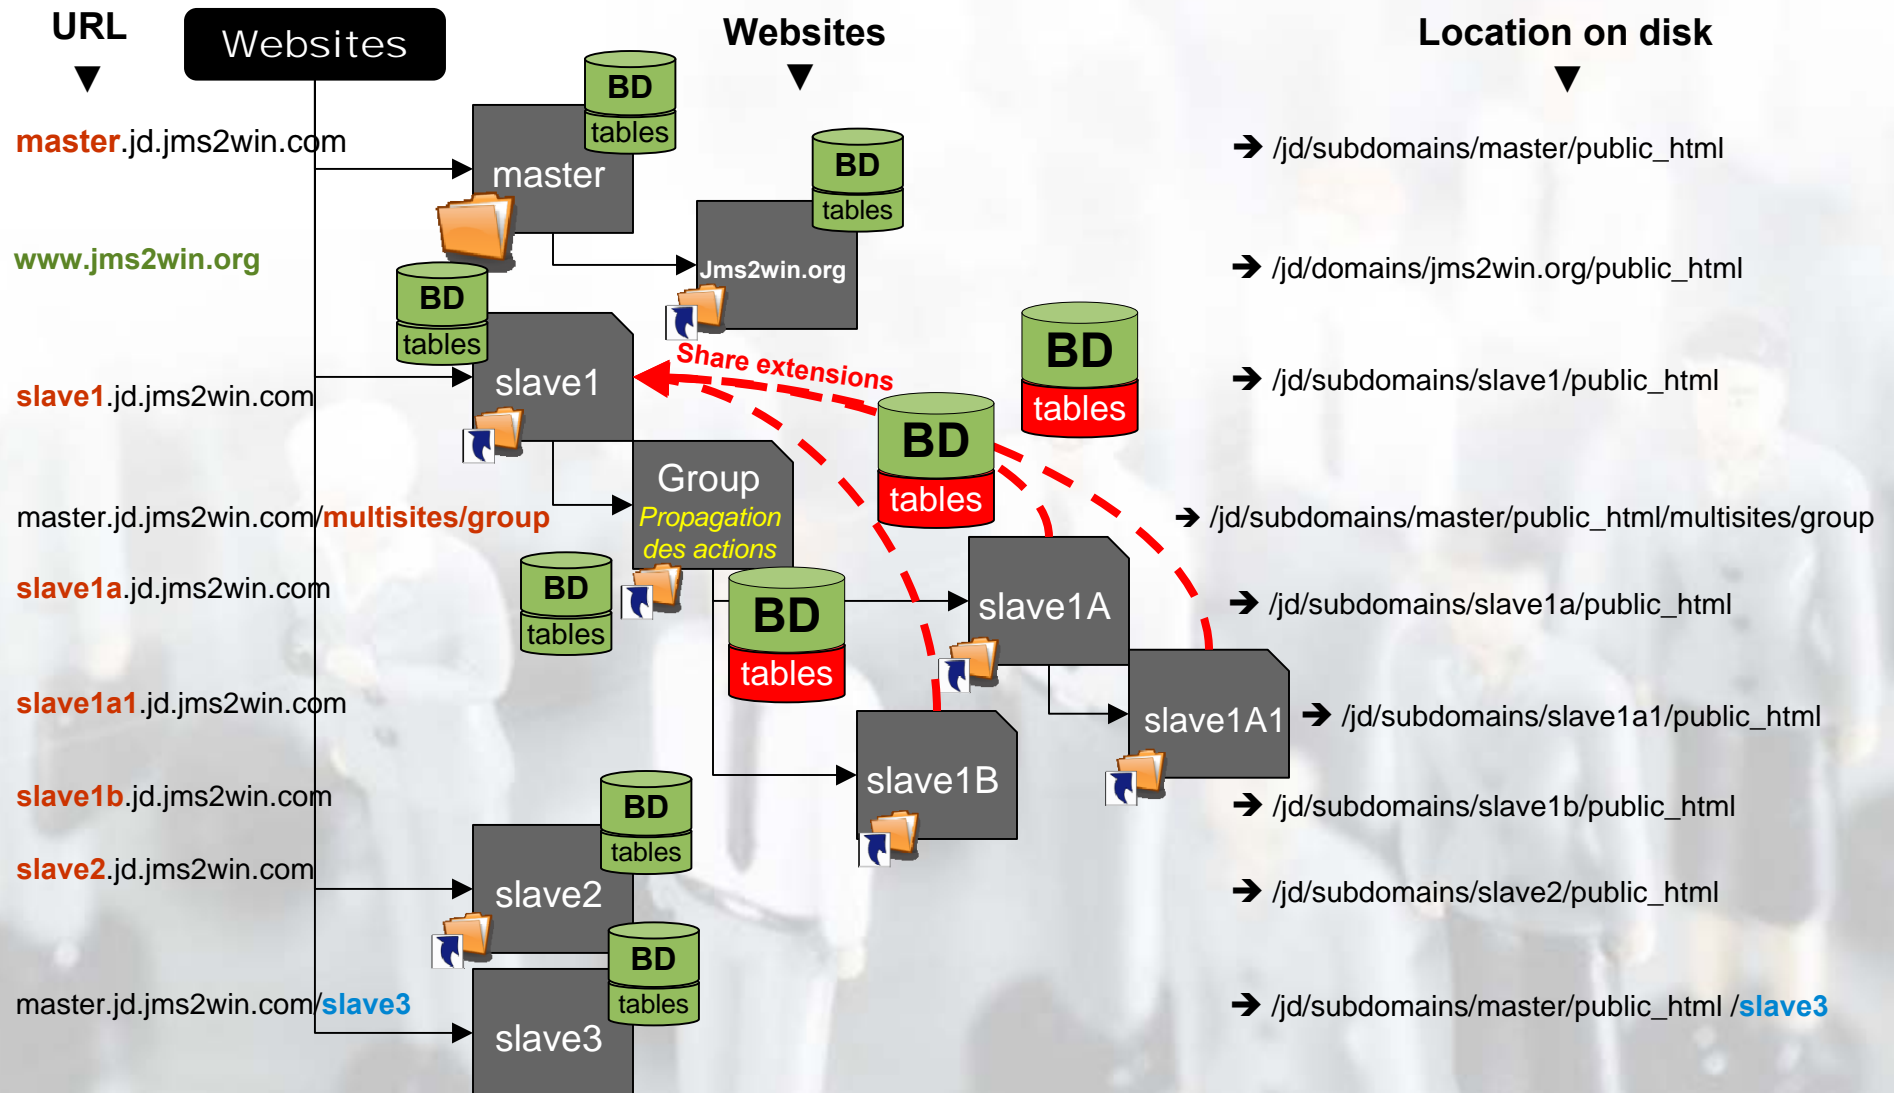 URL
Websites
Websites
Location on disk
BD
tables
master.jd.jms2win.com
master
BD
tables
➔ /jd/subdomains/master/public_html
www.jms2win.org
Jms2win.org
➔ /jd/domains/jms2win.org/public_html
BD
tables
slave1.jd.jms2win.com
slave1
Share extensions
BD
tables
BD
tables
➔ /jd/subdomains/slave1/public_html
master.jd.jms2win.com/multisites/group
Group
Propagation
des actions
➔ /jd/subdomains/master/public_html/multisites/group
slave1a.jd.jms2win.com
BD
tables
BD
tables
slave1A
➔ /jd/subdomains/slave1a/public_html
slave1a1.jd.jms2win.com
slave1A1
➔ /jd/subdomains/slave1a1/public_html
slave1b.jd.jms2win.com
slave1B
➔ /jd/subdomains/slave1b/public_html
BD
tables
slave2.jd.jms2win.com
slave2
➔ /jd/subdomains/slave2/public_html
BD
tables
master.jd.jms2win.com/slave3
slave3
➔ /jd/subdomains/master/public_html /slave3